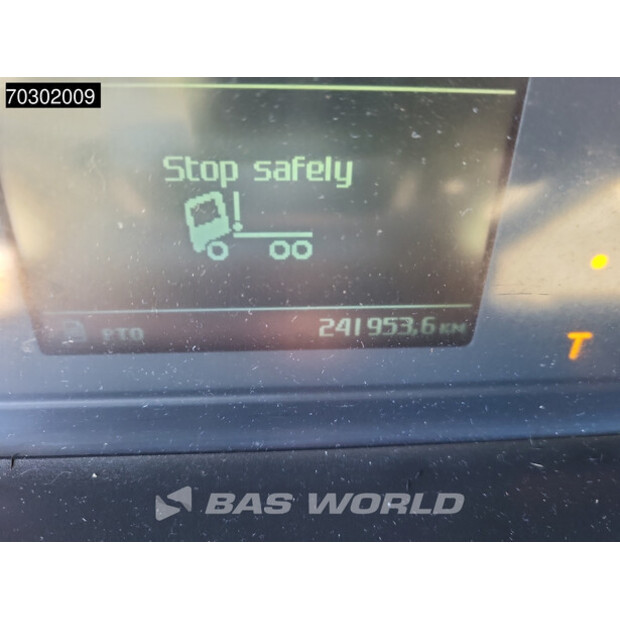 70302009
Stop safely
PTO
241953,6 KM
T
BAS WORLD